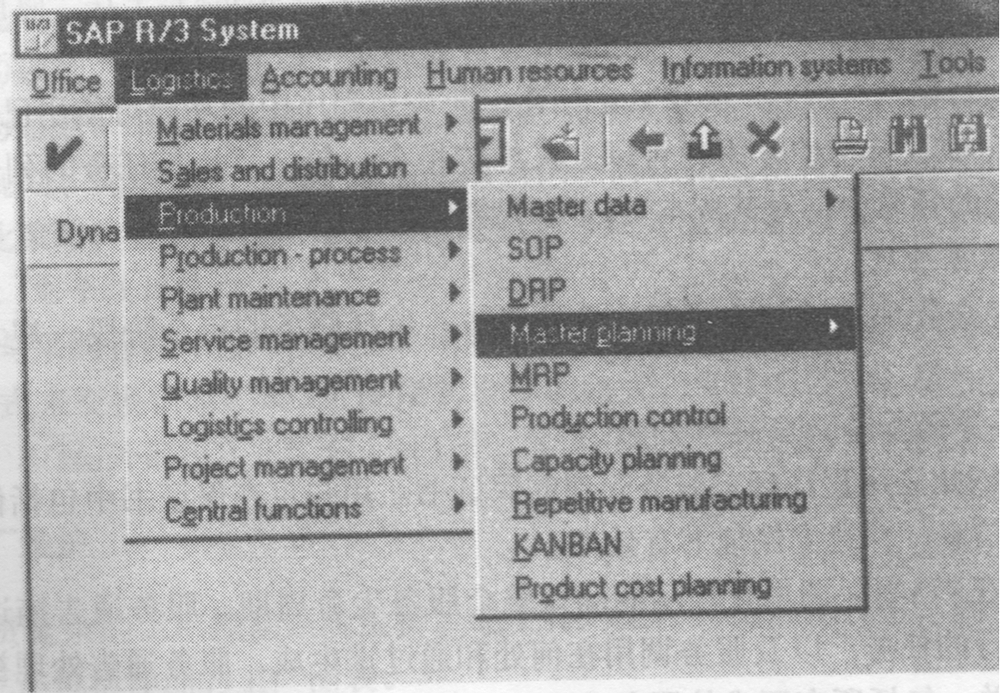 SAP R/3 System
Office Logistics Accounting Human resources Information systems Tools
Materials management
Sales and distribution
Production
Production - process
Plant maintenance
Service management
Quality management
Logistics controlling
Project management
Central functions
Dyna
Master data
SOP
DRP
Master planning
MRP
Production control
Capacity planning
Repetitive manufacturing
KANBAN
Product cost planning